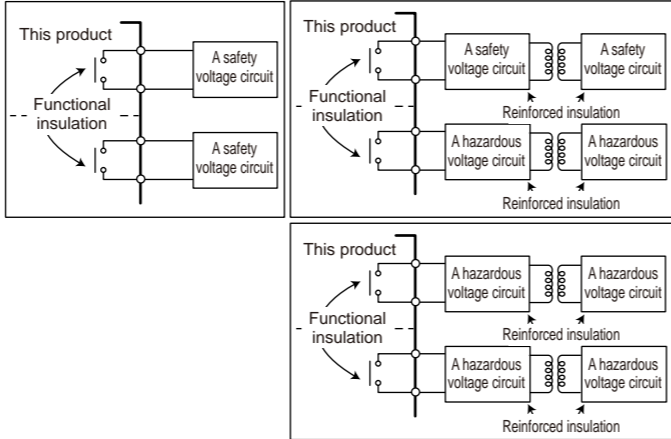 This product
A safety
voltage circuit
Functional
insulation
A safety
voltage circuit
This product
A safety
voltage circuit
A safety
voltage circuit
Functional
insulation
Reinforced insulation
A hazardous
voltage circuit
A hazardous
voltage circuit
Reinforced insulation
This product
A hazardous
voltage circuit
A hazardous
voltage circuit
Functional
insulation
Reinforced insulation
A hazardous
voltage circuit
A hazardous
voltage circuit
Reinforced insulation